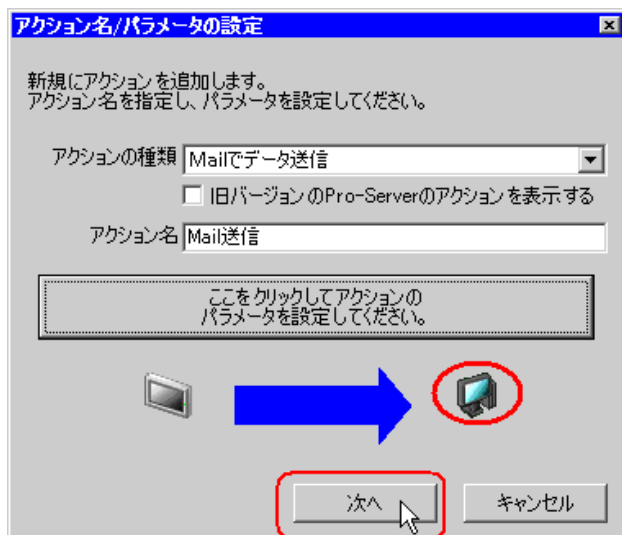 アクション名/パラメータの設定
新規にアクションを追加します。
アクション名を指定し、パラメータを設定してください。
アクションの種類 Mailでデータ送信
旧バージョンのPro-Serverのアクションを表示する
アクション名 Mail送信
ここをクリックしてアクションの
パラメータを設定してください。
次へ キャンセル